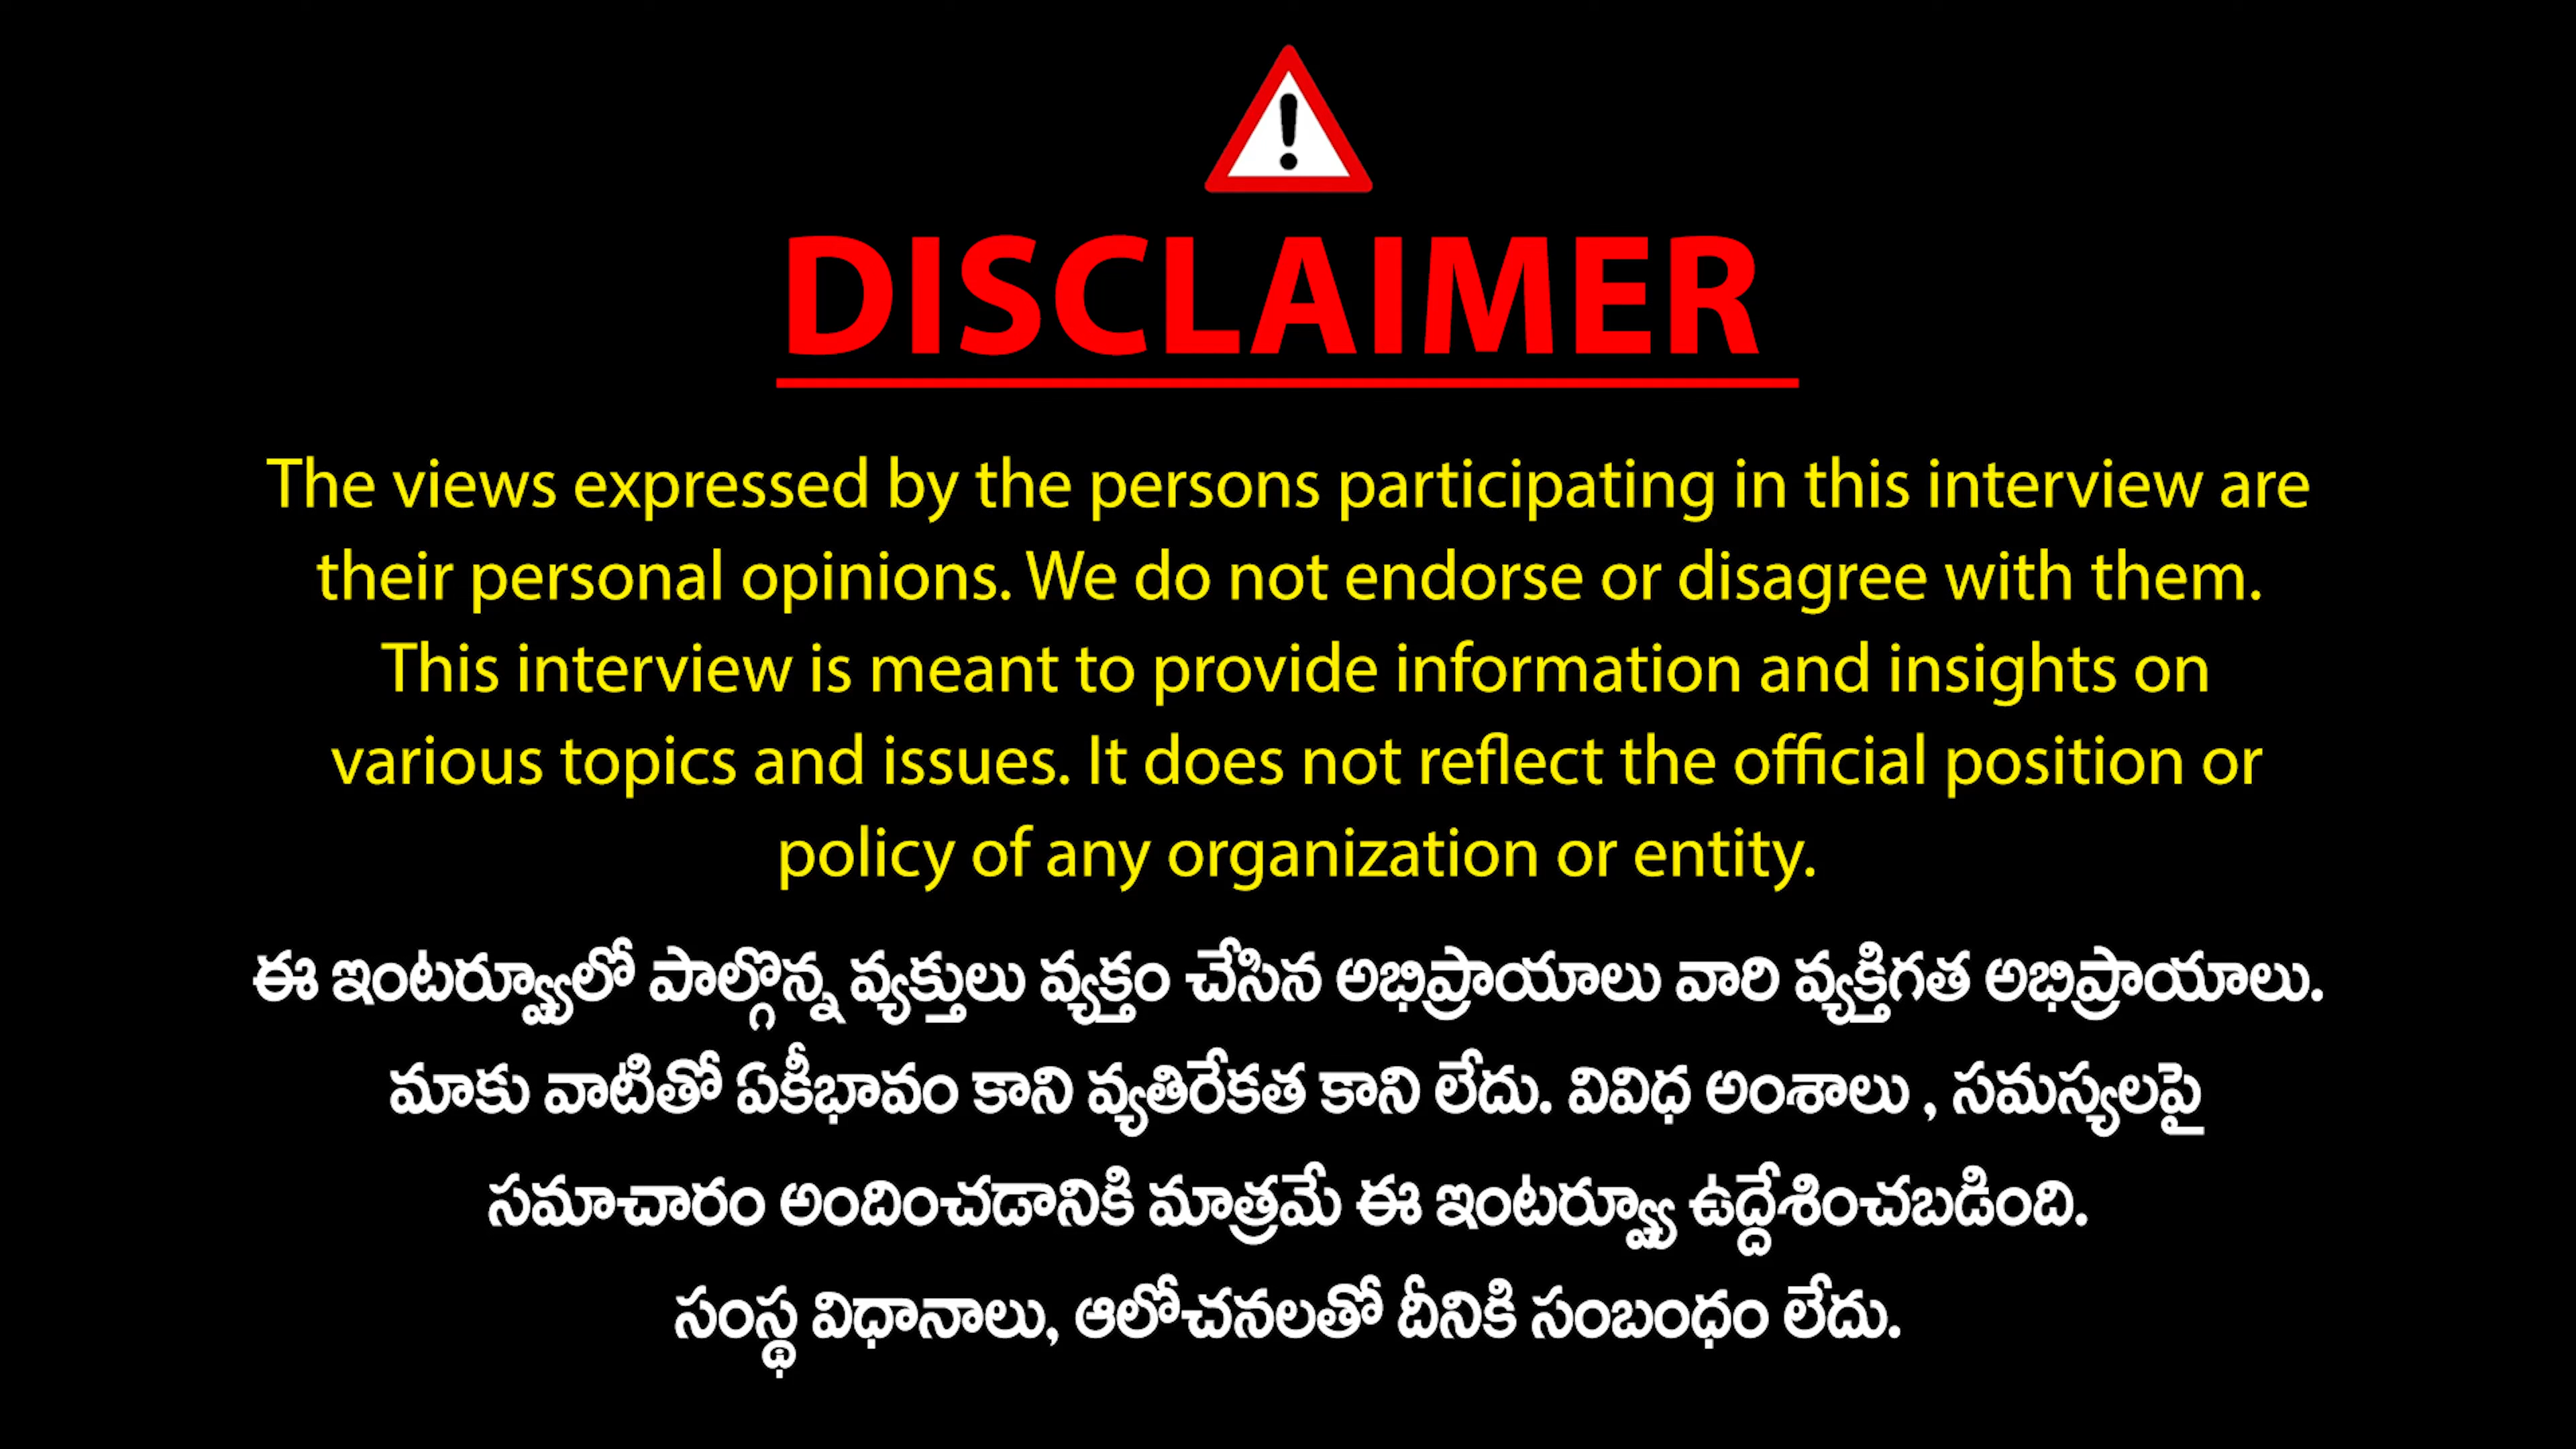 DISCLAIMER
The views expressed by the persons participating in this interview are
their personal opinions. We do not endorse or disagree with them.
This interview is meant to provide information and insights on
various topics and issues. It does not reflect the official position or
policy of any organization or entity.
ఈ ఇంటర్వ్యూలో పాల్గొన్న వ్యక్తులు వ్యక్తం చేసిన అభిప్రాయాలు వారి వ్యక్తిగత అభిప్రాయాలు.
మాకు వాటితో ఏకీభావం కాని వ్యతిరేకత కాని లేదు. వివిధ అంశాలు , సమస్యలపై
సమాచారం అందించడానికి మాత్రమే ఈ ఇంటర్వ్యూ ఉద్దేశించబడింది.
సంస్థ విధానాలు, ఆలోచనలతో దీనికి సంబంధం లేదు.